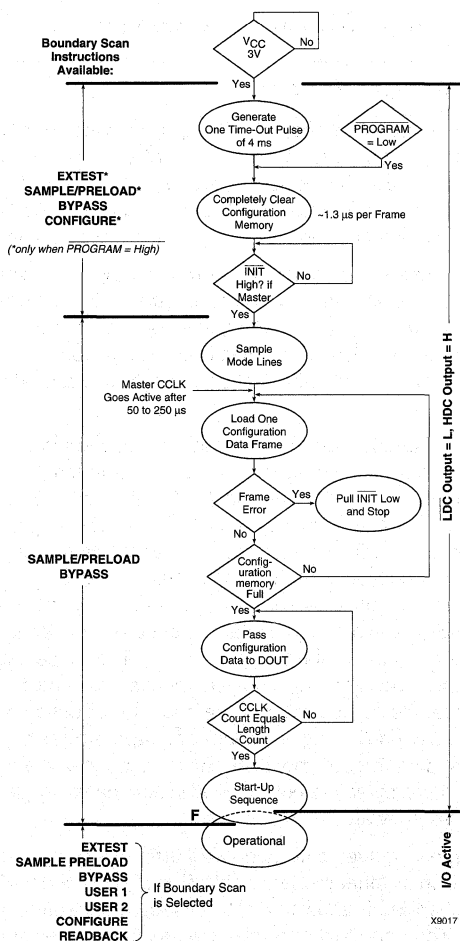 Boundary Scan
Instructions
Available:
VCC
3V
No
Yes
Generate
One Time-Out Pulse
of 4 ms
PROGRAM
= Low
Yes
EXTEST*
SAMPLE/PRELOAD*
BYPASS
CONFIGURE*
(*only when PROGRAM = High)
Completely Clear
Configuration
Memory
~1.3 µs per Frame
INIT
High? if
Master
No
Yes
Sample
Mode Lines
Master CCLK
Goes Active after
50 to 250 µs
Load One
Configuration
Data Frame
LDC Output = L, HDC Output = H
Frame
Error
Yes
Pull INIT Low
and Stop
No
SAMPLE/PRELOAD
BYPASS
Config-
uration
memory
Full
No
Yes
Pass
Configuration
Data to DOUT
CCLK
Count Equals
Length
Count
No
Yes
Start-Up
Sequence
F
Operational
I/O Active
EXTEST
SAMPLE PRELOAD
BYPASS
USER 1
USER 2
CONFIGURE
READBACK
If Boundary Scan
is Selected
X9017